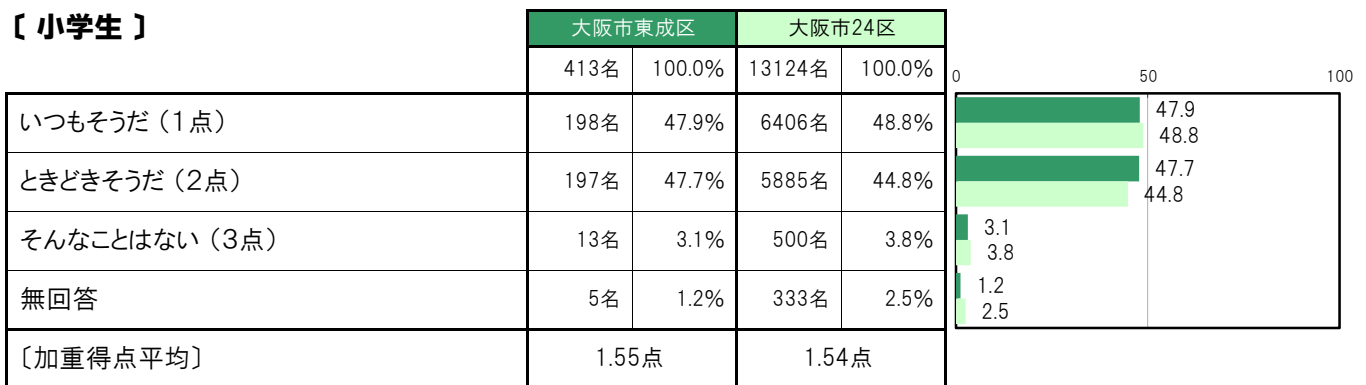 〔 小学生 〕
大阪市東成区 大阪市24区
413名 100.0% 13124名 100.0%
0 50 100
いつもそうだ（1点） 198名 47.9% 6406名 48.8%
47.9
48.8
ときどきそうだ（2点） 197名 47.7% 5885名 44.8%
47.7
44.8
そんなことはない（3点） 13名 3.1% 500名 3.8%
3.1
3.8
無回答 5名 1.2% 333名 2.5%
1.2
2.5
〔加重得点平均〕 1.55点 1.54点